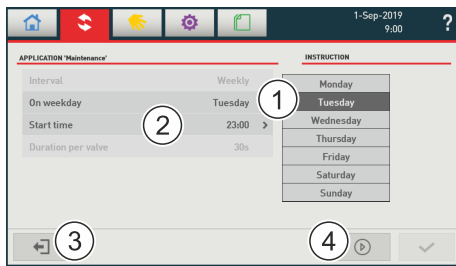 1-Sep-2019
9:00
?
APPLICATION 'Maintenance'
INSTRUCTION
Interval Weekly
On weekday Tuesday
Start time 23:00 >
Duration per valve 30s
Monday
Tuesday
Wednesday
Thursday
Friday
Saturday
Sunday
1
2
3
4